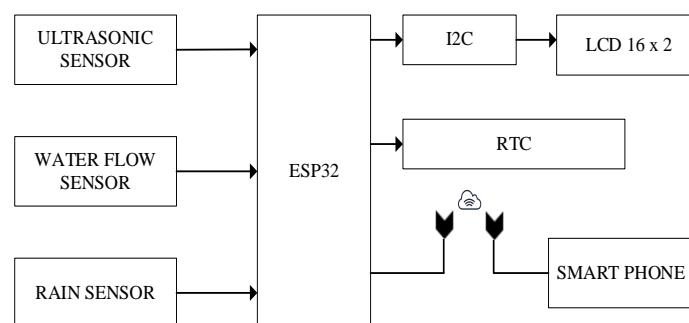 ULTRASONIC
SENSOR
WATER FLOW
SENSOR
RAIN SENSOR
ESP32
I2C
LCD 16 x 2
RTC
SMART PHONE